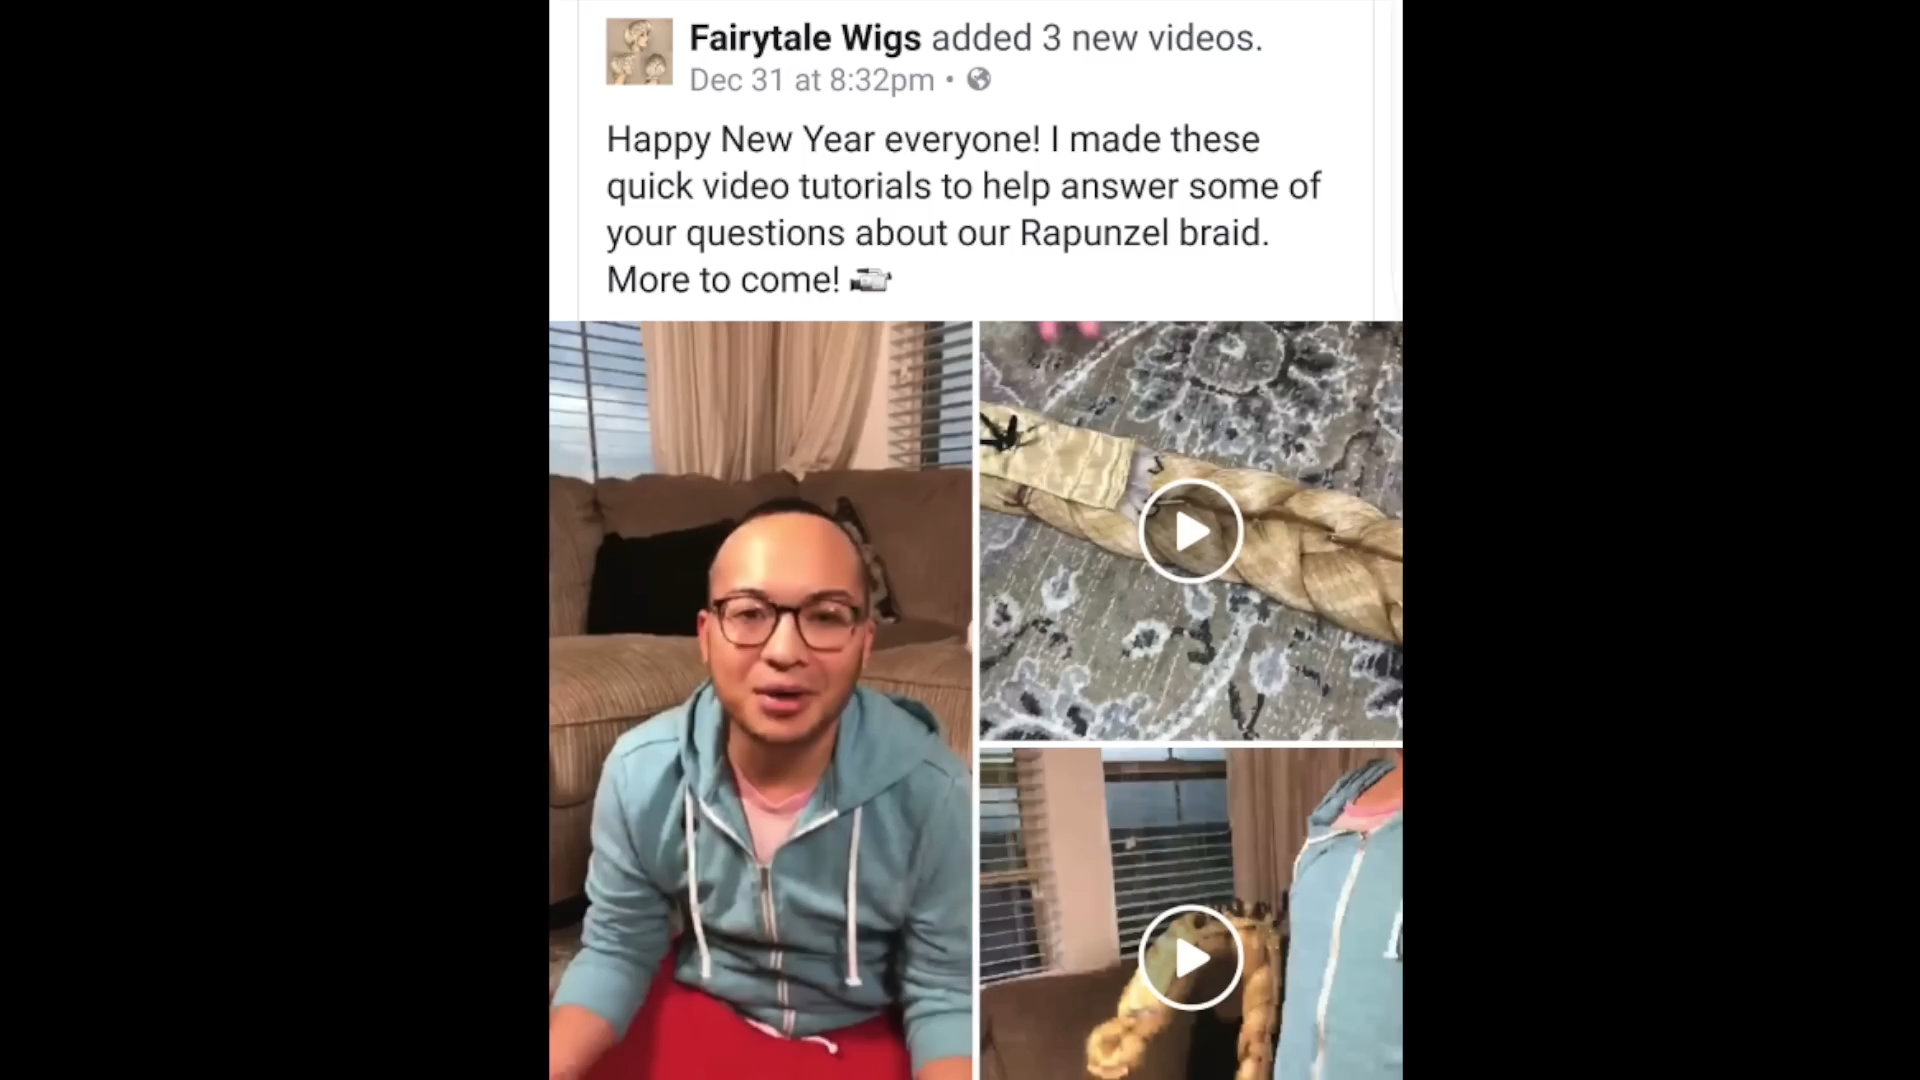 Fairytale Wigs added 3 new videos.
Dec 31 at 8:32pm •
Happy New Year everyone! I made these
quick video tutorials to help answer some of
your questions about our Rapunzel braid.
More to come!